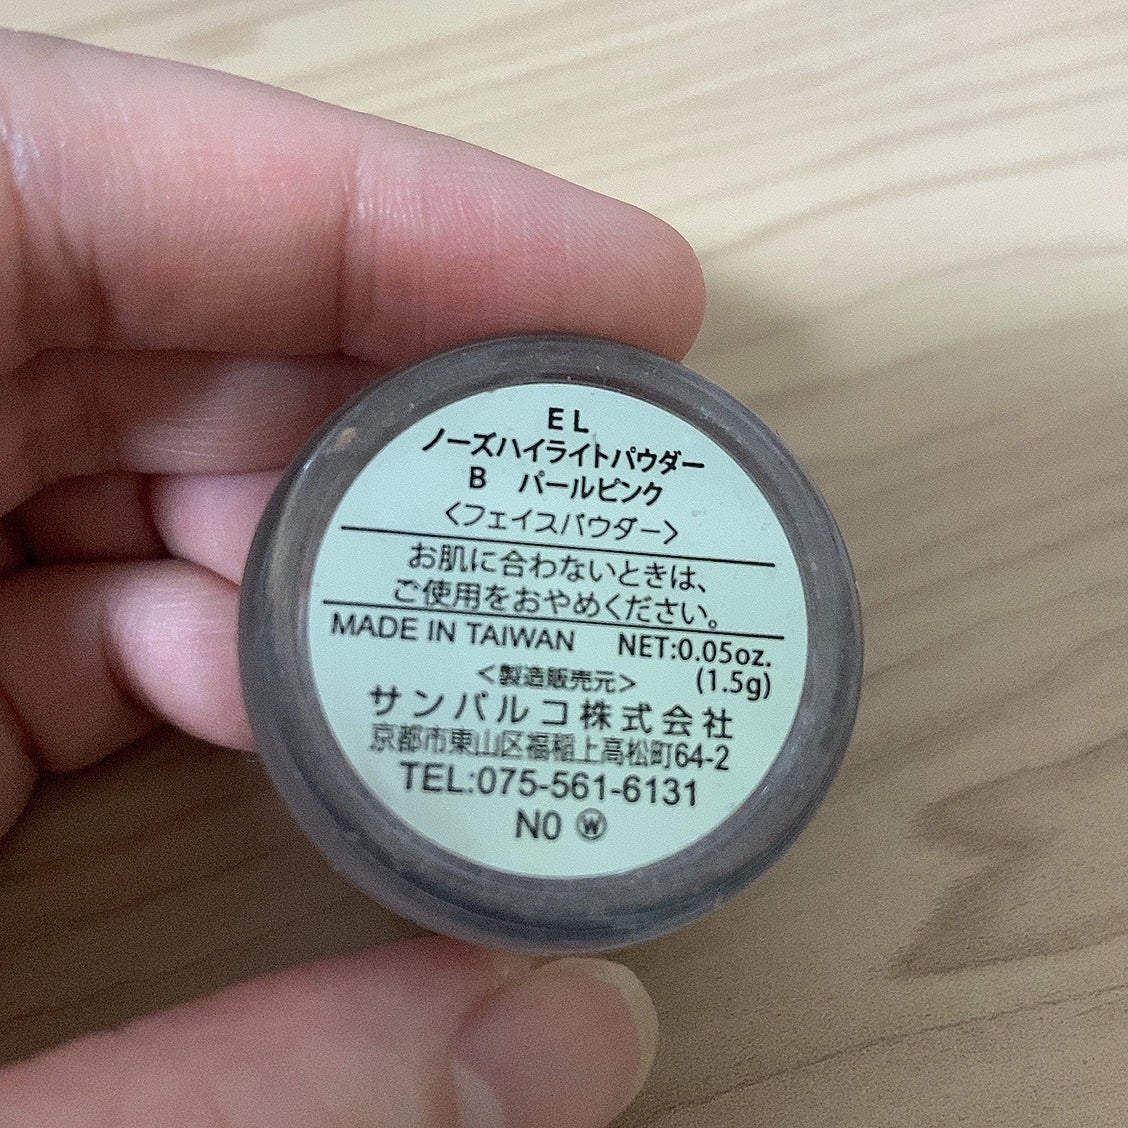 EL
ノーズハイライトパウダー
B パールピンク
<フェイスパウダー>
お肌に合わないときは、
ご使用をおやめください。
MADE IN TAIWAN NET:0.05oz.
(1.5g)
<製造販売元>
サンパルコ株式会社
京都市東山区福稲上高松町64-2
TEL:075-561-6131
N0 Ⓦ